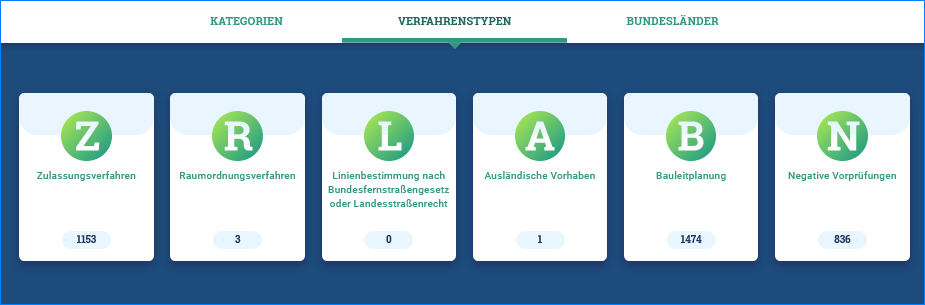 KATEGORIEN
VERFAHRENSTYPEN
BUNDESLÄNDER
Z
Zulassungsverfahren
1153
R
Raumordnungsverfahren
3
L
Linienbestimmung nach
Bundesfernstraßengesetz
oder Landesstraßenrecht
0
A
Ausländische Vorhaben
1
B
Bauleitplanung
1474
N
Negative Vorprüfungen
836